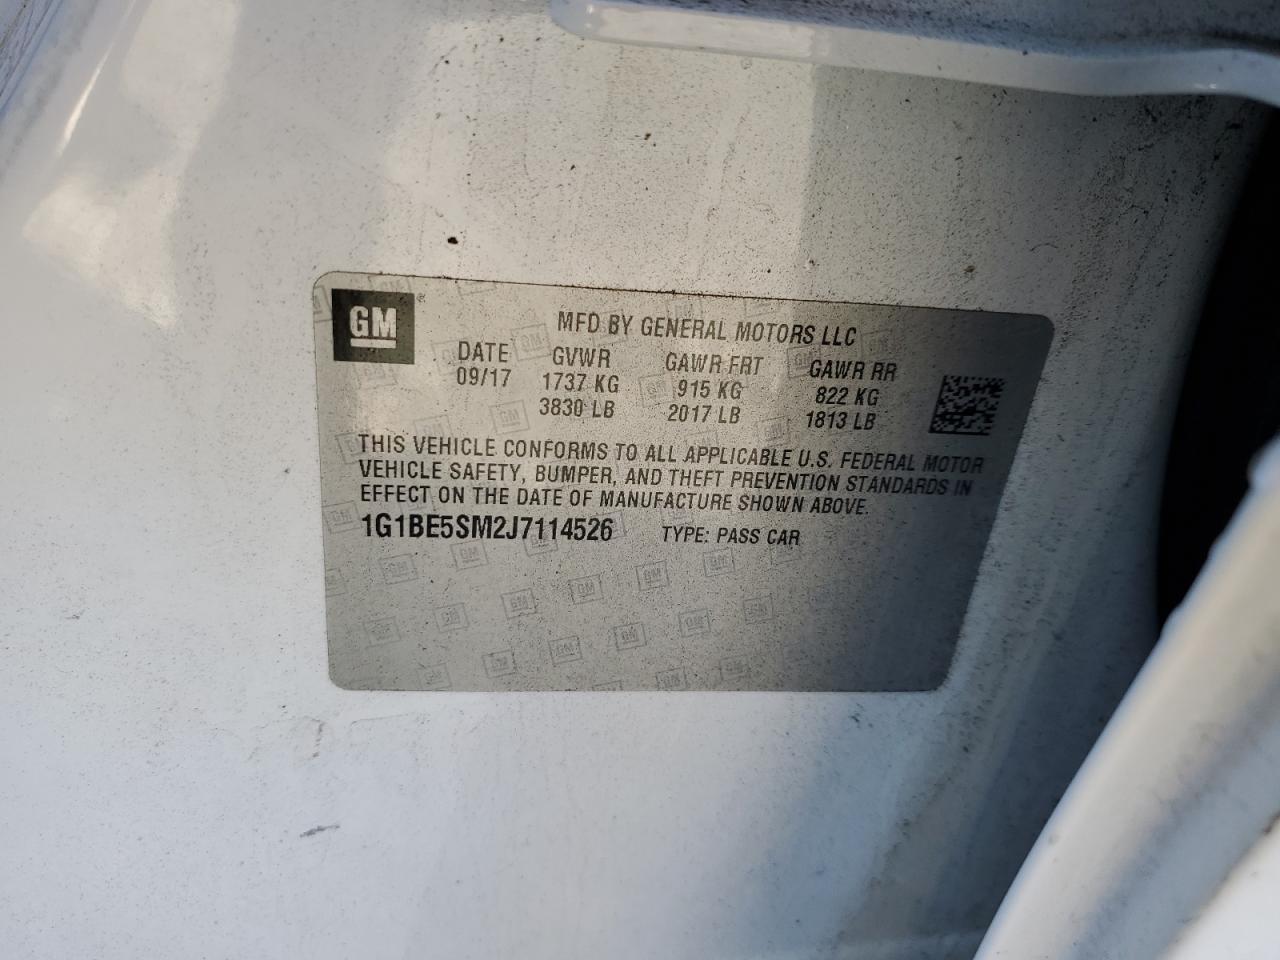 GM
MFD BY GENERAL MOTORS LLC
DATE GVWR GAWR FRT GAWR RR
09/17 1737 KG 915 KG 822 KG
3830 LB 2017 LB 1813 LB
THIS VEHICLE CONFORMS TO ALL APPLICABLE U.S. FEDERAL MOTOR
VEHICLE SAFETY, BUMPER, AND THEFT PREVENTION STANDARDS IN
EFFECT ON THE DATE OF MANUFACTURE SHOWN ABOVE.
1G1BE5SM2J7114526 TYPE: PASS CAR